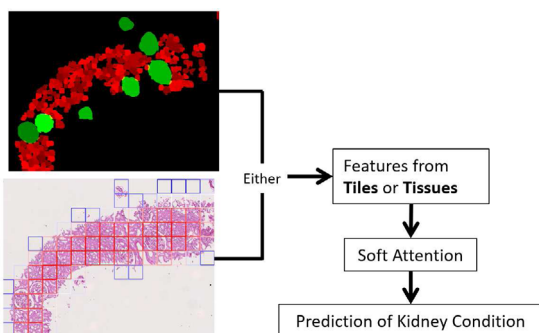 Either
Features from
Tiles or Tissues
Soft Attention
Prediction of Kidney Condition